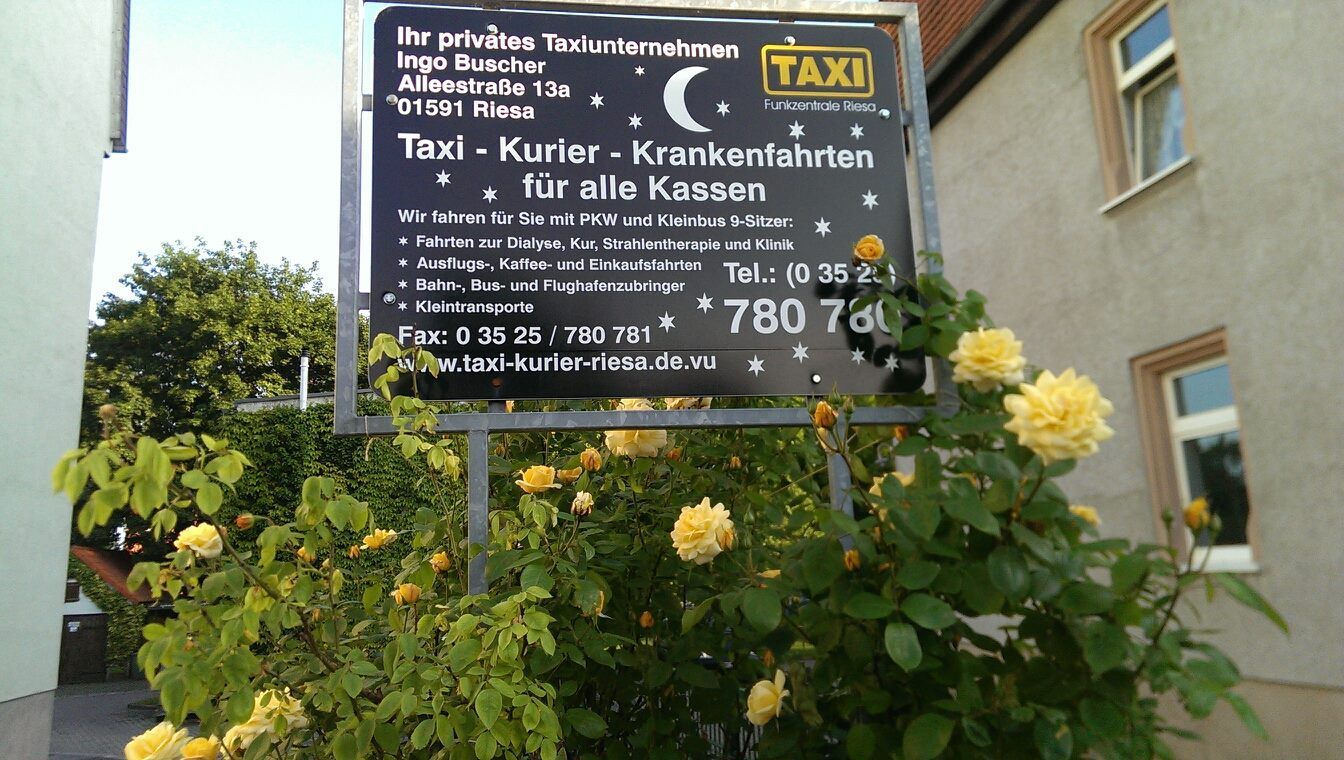 Ihr privates Taxiunternehmen
Ingo Buscher
Alleestraße 13a
01591 Riesa
TAXI
Funkzentrale Riesa
Taxi - Kurier - Krankenfahrten
für alle Kassen
Wir fahren für Sie mit PKW und Kleinbus 9-Sitzer:
* Fahrten zur Dialyse, Kur, Strahlentherapie und Klinik
* Ausflugs-, Kaffee- und Einkaufsfahrten
* Bahn-, Bus- und Flughafenzubringer
* Kleintransporte
Tel.: (0 35 25)
780 780
Fax: 0 35 25 / 780 781
www.taxi-kurier-riesa.de.vu